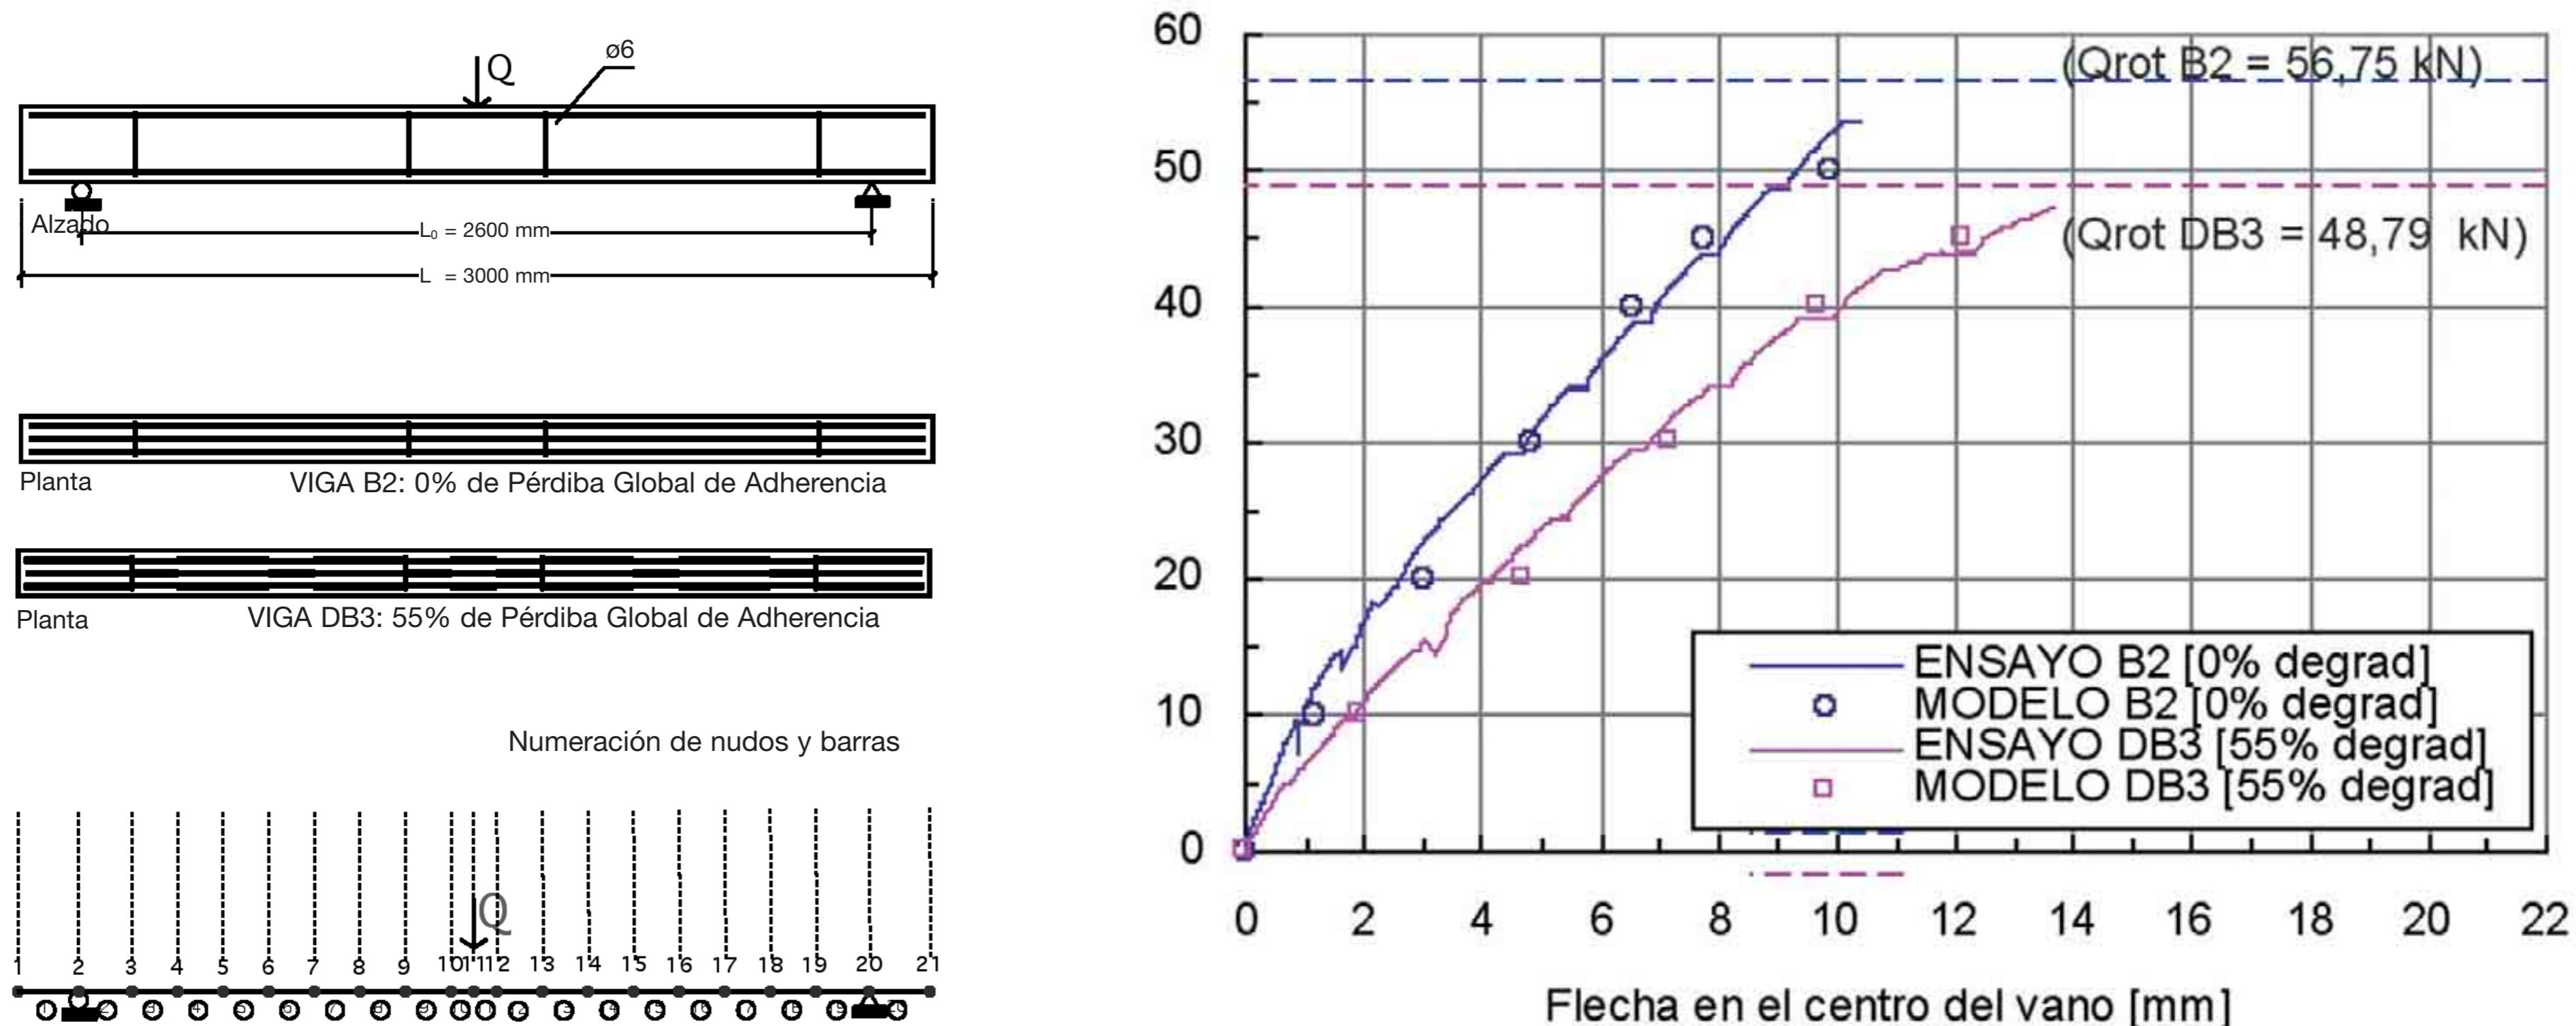 Q
ø6
Alzado
L₀ = 2600 mm
L = 3000 mm
Planta
VIGA B2: 0% de Pérdiba Global de Adherencia
Planta
VIGA DB3: 55% de Pérdiba Global de Adherencia
Numeración de nudos y barras
Q
1 2 3 4 5 6 7 8 9 10 11 12 13 14 15 16 17 18 19 20 21
60
50
40
30
20
10
0
(Qrot B2 = 56,75 kN)
(Qrot DB3 = 48,79 kN)
ENSAYO B2 [0% degrad]
MODELO B2 [0% degrad]
ENSAYO DB3 [55% degrad]
MODELO DB3 [55% degrad]
0 2 4 6 8 10 12 14 16 18 20 22
Flecha en el centro del vano [mm]